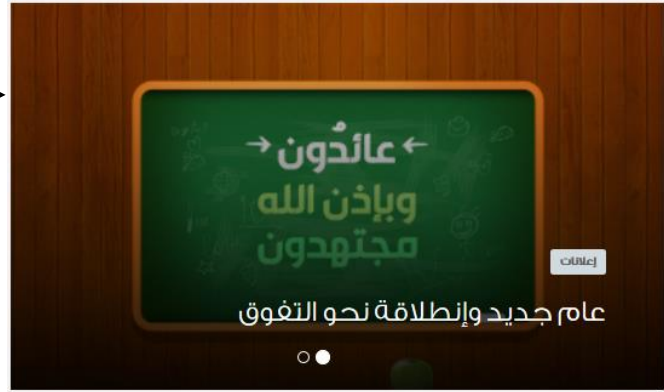 عائدُون
وبإذن الله
مجتهدون
إعلانات
عام جديد وإنطلاقة نحو التفوق